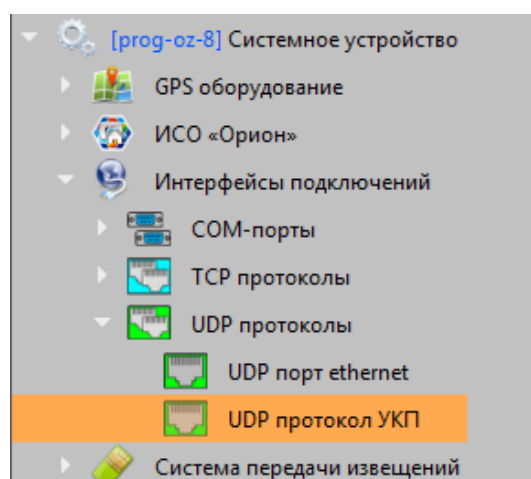 [prog-oz-8] Системное устройство
GPS оборудование
ИСО «Орион»
Интерфейсы подключений
COM-порты
TCP протоколы
UDP протоколы
UDP порт ethernet
UDP протокол УКП
Система передачи извещений